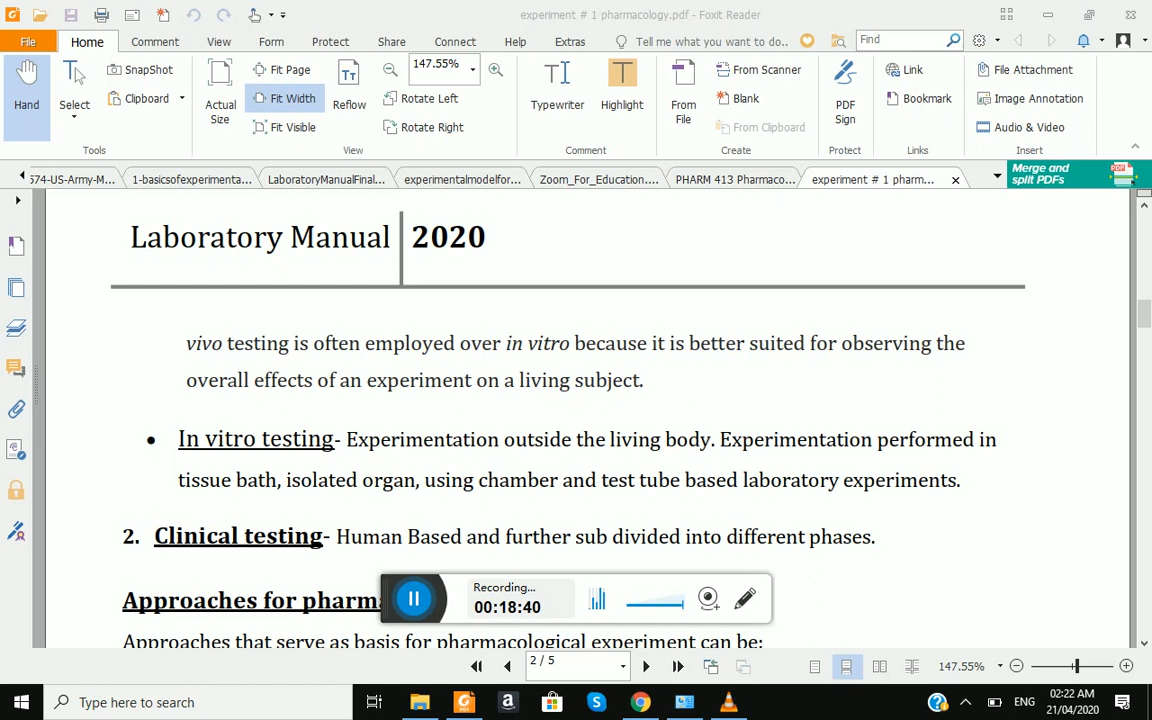 experiment # 1 pharmacology.pdf - Foxit Reader
File Home Comment View Form Protect Share Connect Help Extras Tell me what you want to do.. Find
Hand
Select
SnapShot
Clipboard
Tools
Actual Size
Fit Page
Fit Width
Fit Visible
Reflow
147.55%
Rotate Left
Rotate Right
View
Typewriter
Highlight
Comment
From File
From Scanner
Blank
From Clipboard
Create
PDF Sign
Protect
Link
Bookmark
Links
File Attachment
Image Annotation
Audio & Video
Insert
574-US-Army-M... 1-basicsofexperimenta... LaboratoryManualFinal... expermentalmodelfor... Zoom_For_Education.... PHARM 413 Pharmaco... experiment # 1 pharm...
Merge and
split PDFs
Laboratory Manual 2020
vivo testing is often employed over in vitro because it is better suited for observing the
overall effects of an experiment on a living subject.
• In vitro testing- Experimentation outside the living body. Experimentation performed in
tissue bath, isolated organ, using chamber and test tube based laboratory experiments.
2. Clinical testing- Human Based and further sub divided into different phases.
Approaches for pharma
Recording...
00:18:40
Approaches that serve as basis for pharmacological experiment can be:
2 / 5
147.55%
Type here to search
ENG
02:22 AM
21/04/2020